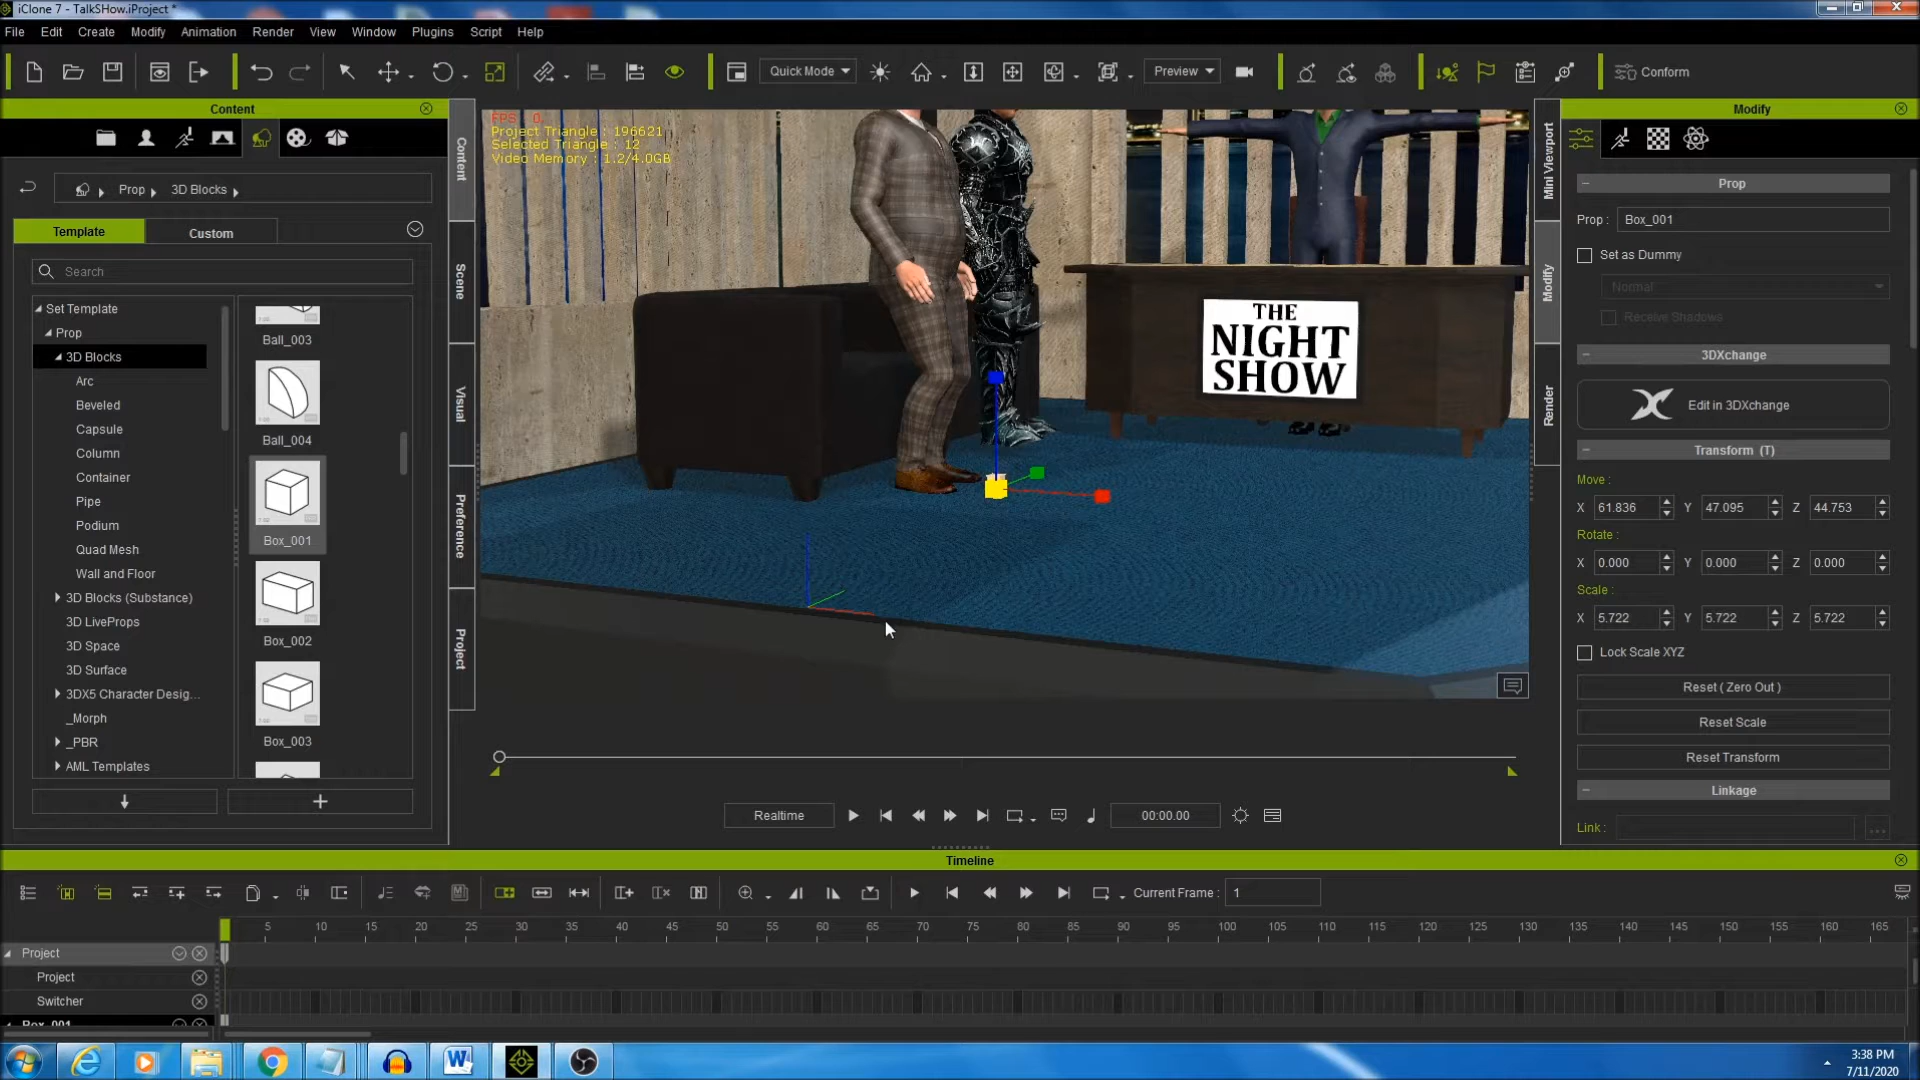 iClone 7 - TalkSHow.iProject *
File Edit Create Modify Animation Render View Window Plugins Script Help
Quick Mode
Preview
Conform
Content
Prop
3D Blocks
Template
Custom
Search
Set Template
Prop
3D Blocks
Arc
Beveled
Capsule
Column
Container
Pipe
Podium
Quad Mesh
Wall and Floor
3D Blocks (Substance)
3D LiveProps
3D Space
3D Surface
3DX5 Character Desig...
_Morph
_PBR
AML Templates
Ball_003
Ball_004
Box_001
Box_002
Box_003
Content
Scene
Visual
Preference
Project
FPS : 0
Project Triangle : 196621
Selected Triangle : 12
Video Memory : 1.2/4.0GB
THE
NIGHT
SHOW
Mini Viewport
Modify
Render
Modify
Prop
Prop : Box_001
Set as Dummy
Normal
Receive Shadows
3DXchange
Edit in 3DXchange
Transform (T)
Move :
X 61.836 Y 47.095 Z 44.753
Rotate :
X 0.000 Y 0.000 Z 0.000
Scale :
X 5.722 Y 5.722 Z 5.722
Lock Scale XYZ
Reset ( Zero Out )
Reset Scale
Reset Transform
Linkage
Link :
Realtime
00:00.00
Timeline
Current Frame : 1
5 10 15 20 25 30 35 40 45 50 55 60 65 70 75 80 85 90 95 100 105 110 115 120 125 130 135 140 145 150 155 160 165
Project
Project
Switcher
Box_001
3:38 PM
7/11/2020